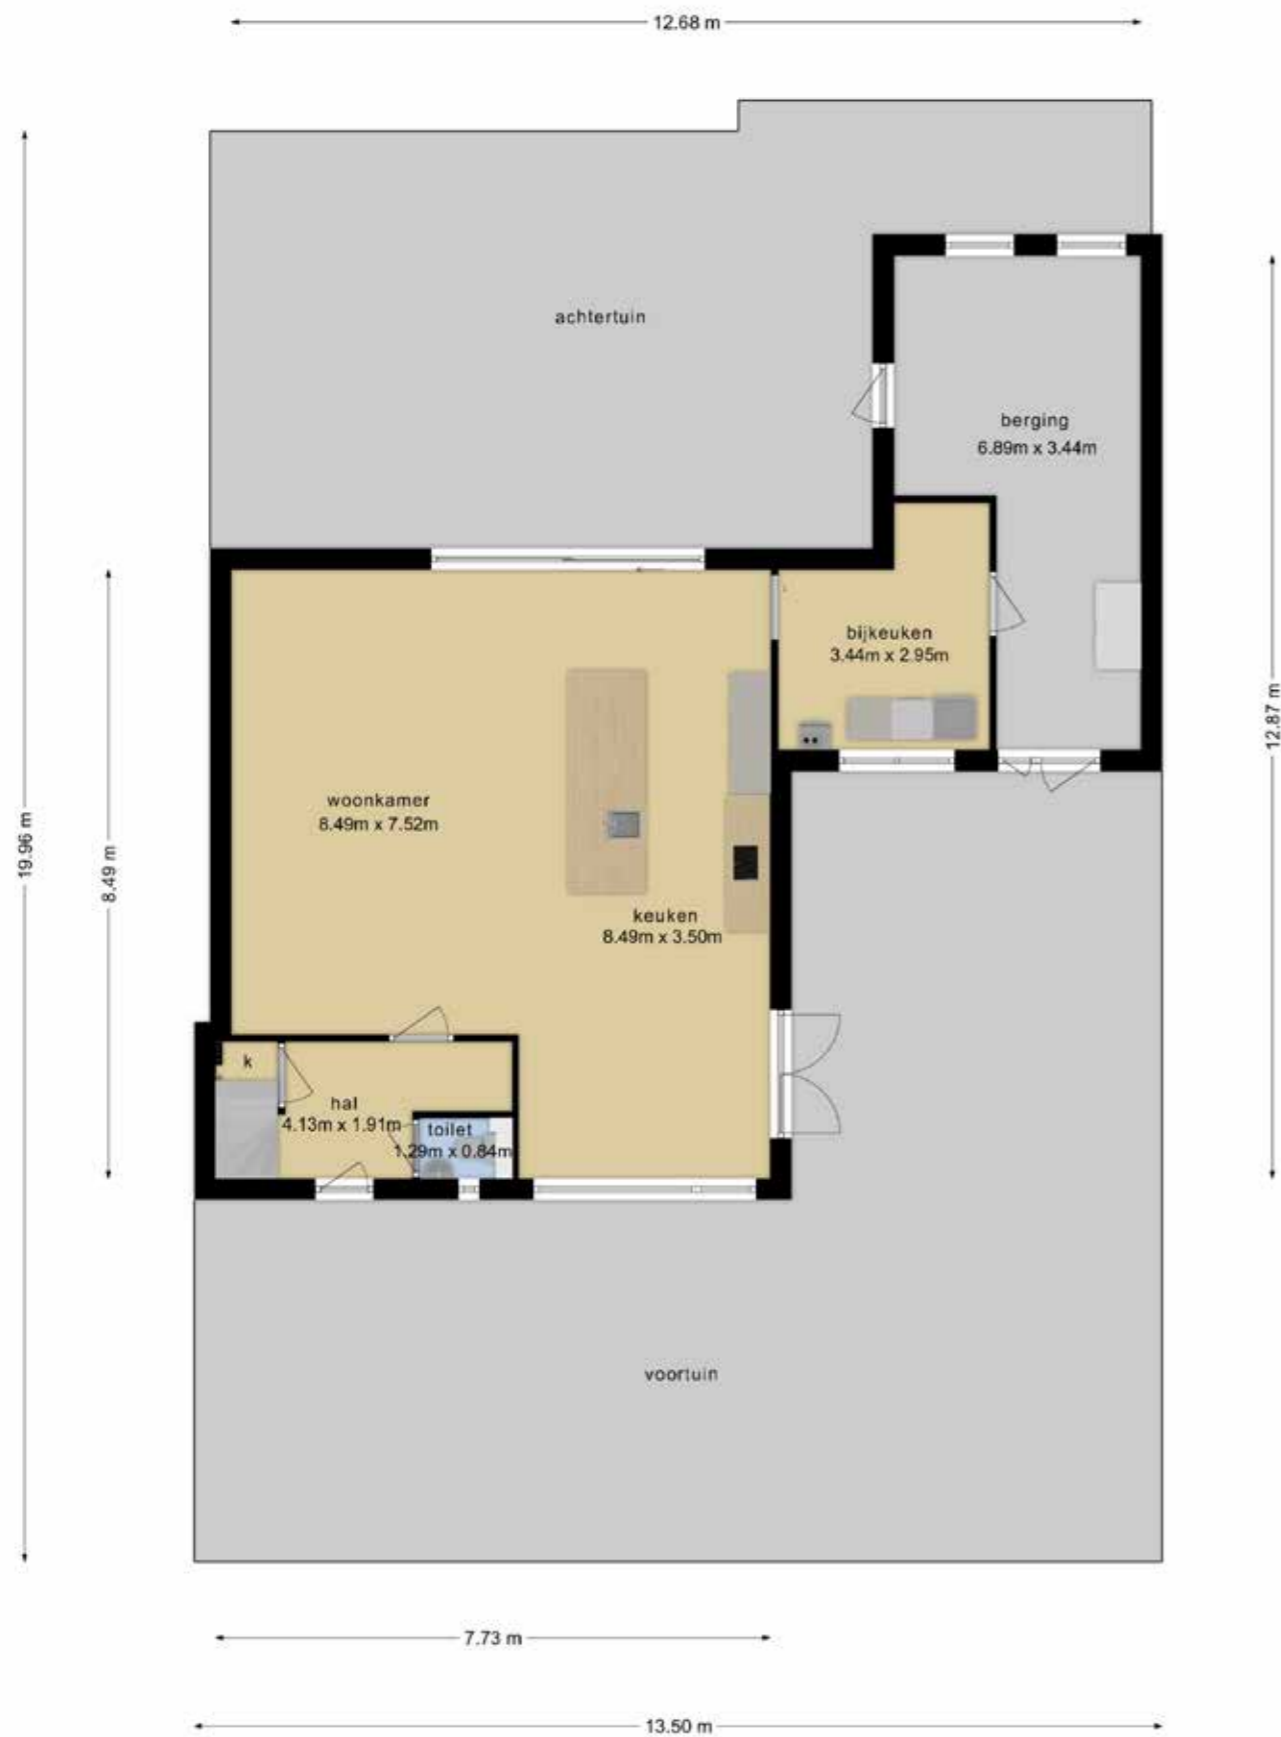 12.68 m
achtertuin
berging
6.89m x 3.44m
bijkeuken
3.44m x 2.95m
12.87 m
woonkamer
8.49m x 7.52m
19.96 m
8.49 m
keuken
8.49m x 3.50m
k
hal
4.13m x 1.91m
toilet
1.29m x 0.84m
voortuin
7.73 m
13.50 m